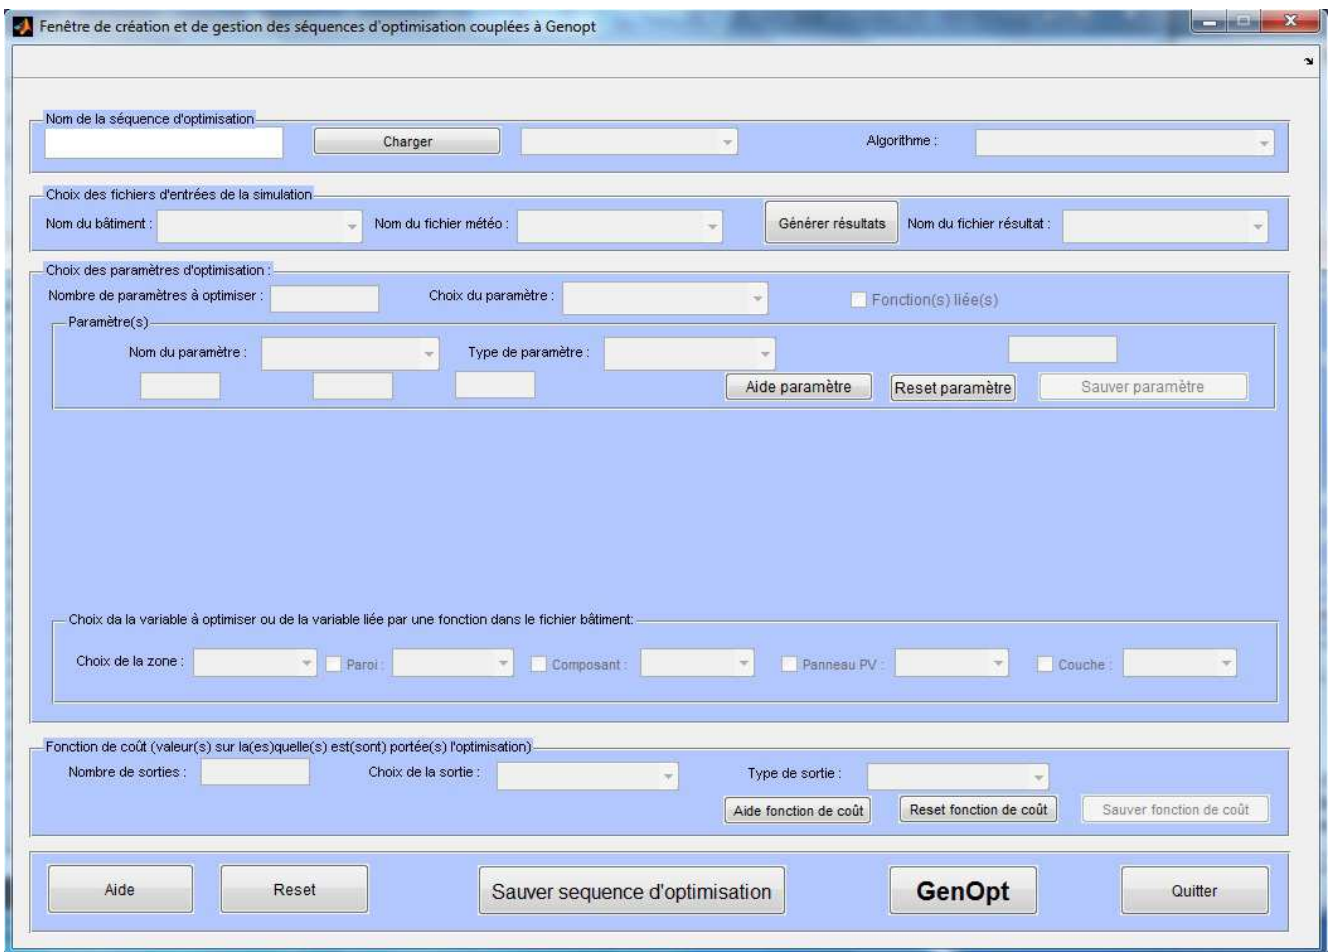 Fenêtre de création et de gestion des séquences d'optimisation couplées à Genopt
Nom de la séquence d'optimisation
Charger
Algorithme :
Choix des fichiers d'entrées de la simulation
Nom du bâtiment : Nom du fichier météo : Générer résultats Nom du fichier résultat :
Choix des paramètres d'optimisation :
Nombre de paramètres à optimiser : Choix du paramètre : Fonction(s) liée(s)
Paramètre(s)
Nom du paramètre : Type de paramètre :
Aide paramètre Reset paramètre Sauver paramètre
Choix da la variable à optimiser ou de la variable liée par une fonction dans le fichier bâtiment:
Choix de la zone : Paroi : Composant : Panneau PV : Couche :
Fonction de coût (valeur(s) sur la(es)quelle(s) est(sont) portée(s) l'optimisation)
Nombre de sorties : Choix de la sortie : Type de sortie :
Aide fonction de coût Reset fonction de coût Sauver fonction de coût
Aide Reset Sauver sequence d'optimisation GenOpt Quitter